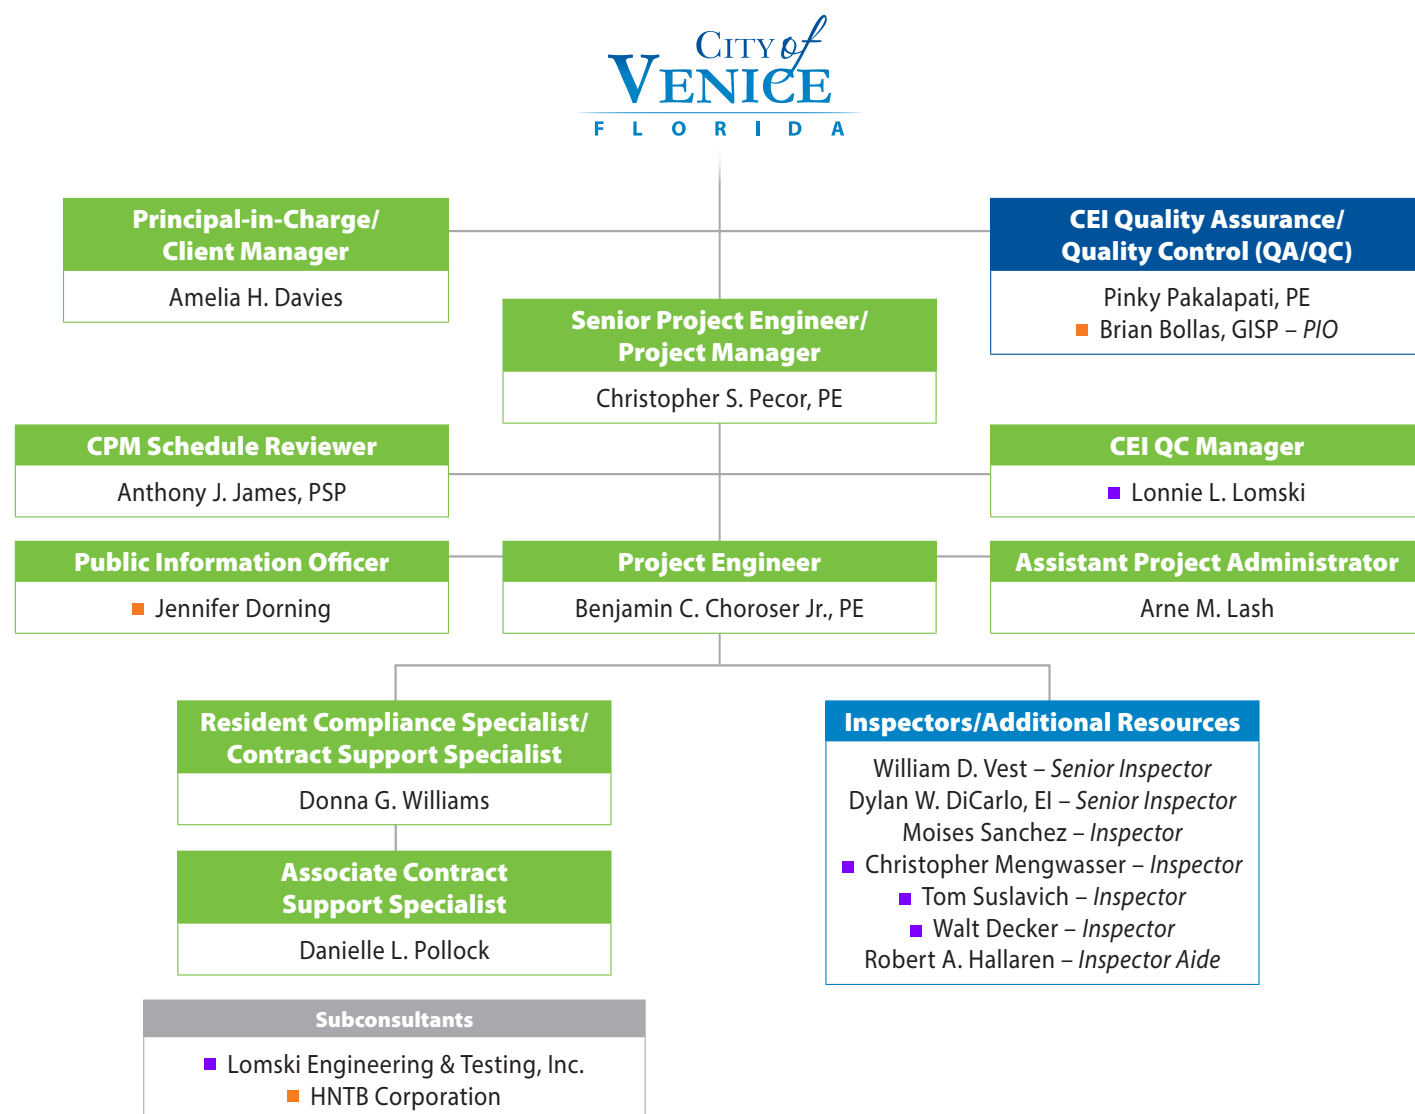 CITY of
VENICE
FLORIDA
Principal-in-Charge/
Client Manager
Amelia H. Davies
CEI Quality Assurance/
Quality Control (QA/QC)
Pinky Pakalapati, PE
Brian Bollas, GISP – PIO
Senior Project Engineer/
Project Manager
Christopher S. Pecor, PE
CPM Schedule Reviewer
Anthony J. James, PSP
CEI QC Manager
Lonnie L. Lomski
Public Information Officer
Jennifer Dorning
Project Engineer
Benjamin C. Choroser Jr., PE
Assistant Project Administrator
Arne M. Lash
Resident Compliance Specialist/
Contract Support Specialist
Donna G. Williams
Associate Contract
Support Specialist
Danielle L. Pollock
Inspectors/Additional Resources
William D. Vest – Senior Inspector
Dylan W. DiCarlo, EI – Senior Inspector
Moises Sanchez – Inspector
Christopher Mengwasser – Inspector
Tom Suslavich – Inspector
Walt Decker – Inspector
Robert A. Hallaren – Inspector Aide
Subconsultants
Lomski Engineering & Testing, Inc.
HNTB Corporation